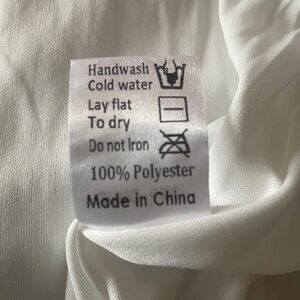 Handwash
Cold water
Lay flat
To dry
Do not Iron
100% Polyester
Made in China